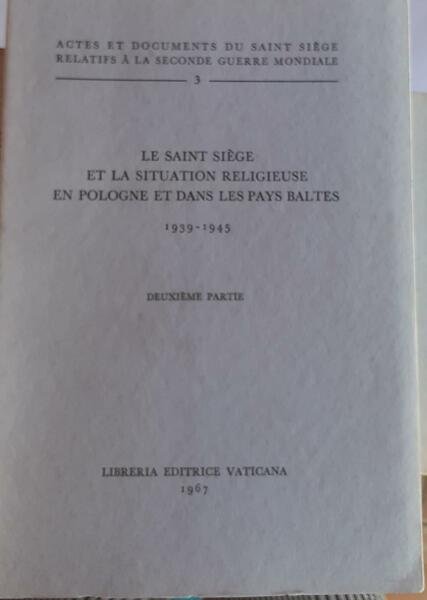 ACTES ET DOCUMENTS DU SAINT SIÈGE
RELATIFS À LA SECONDE GUERRE MONDIALE
3
LE SAINT SIÈGE
ET LA SITUATION RELIGIEUSE
EN POLOGNE ET DANS LES PAYS BALTES
1939-1945
DEUXIÈME PARTIE
LIBRERIA EDITRICE VATICANA
1967